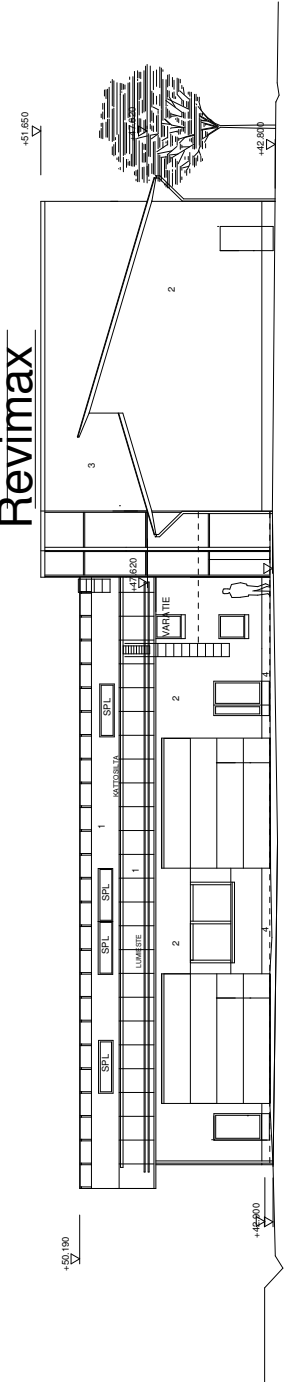 Revimax
+51.650
+50.190
3
SPL
SPL
SPL
SPL
1
KATTOSILTA
+47.620
+47.620
LUMIESTE
1
VARATIE
2
2
2
4
4
+42.800